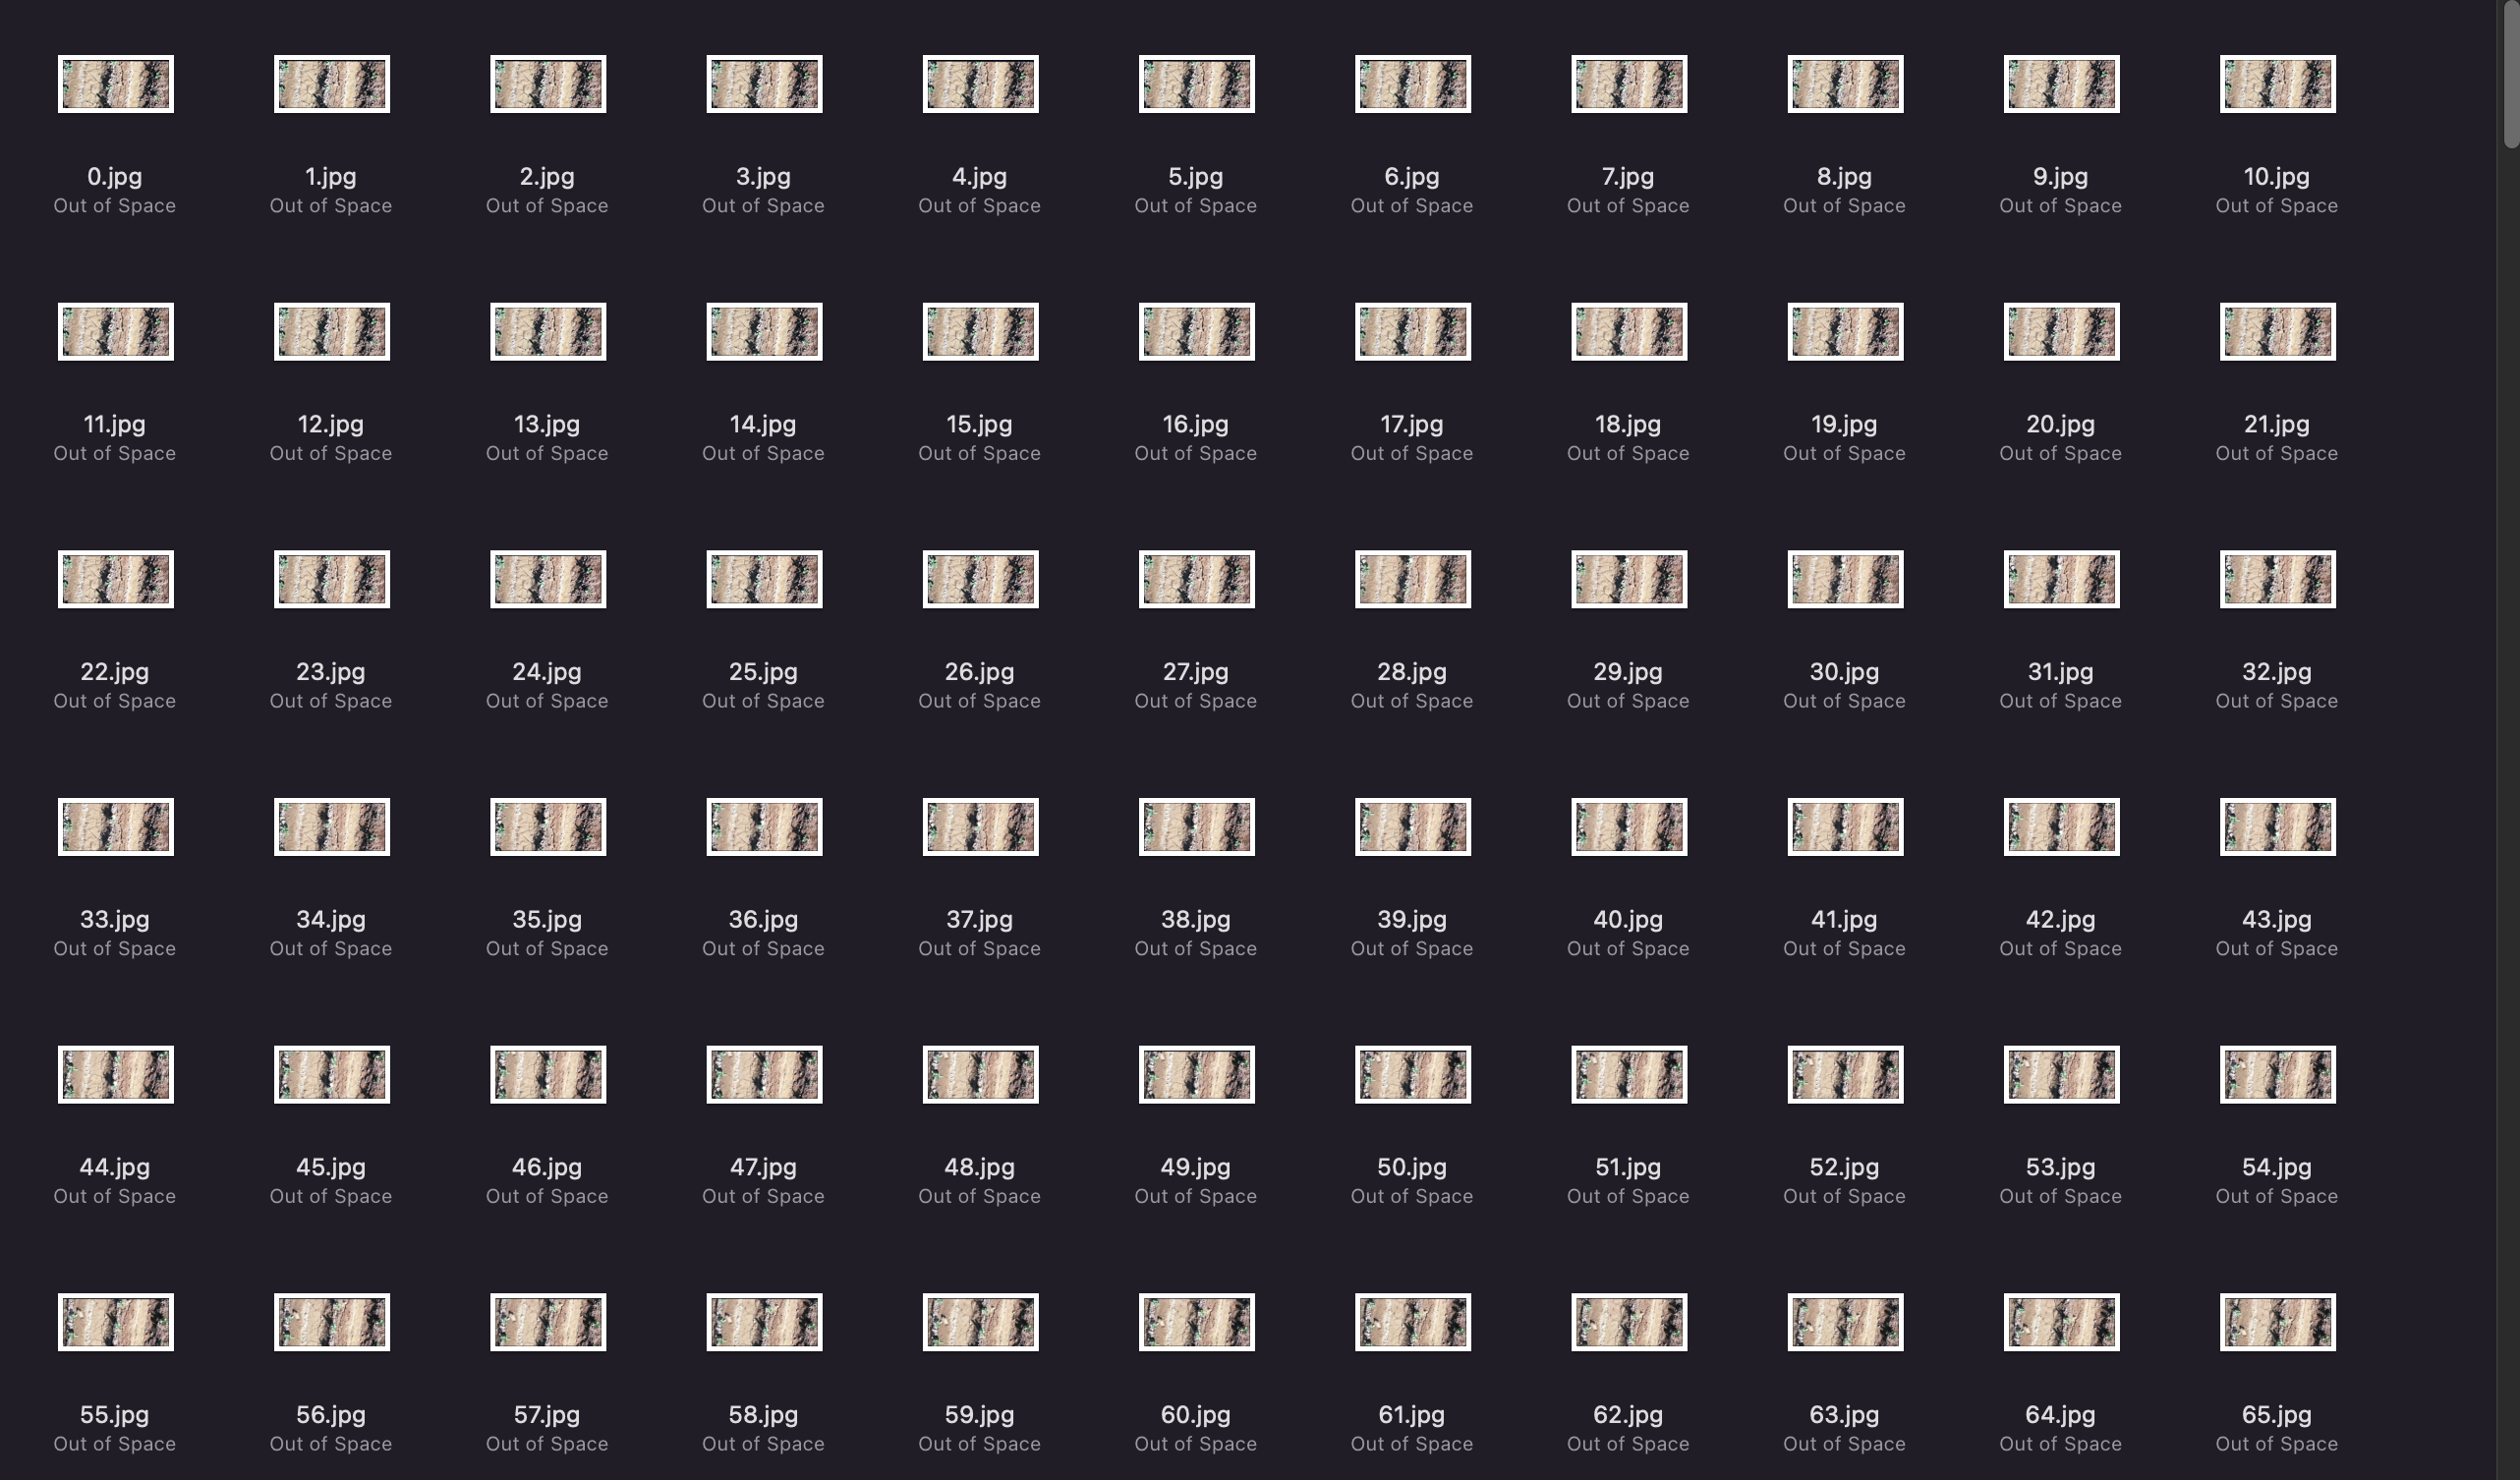 0.jpg 1.jpg 2.jpg 3.jpg 4.jpg 5.jpg 6.jpg 7.jpg 8.jpg 9.jpg 10.jpg
Out of Space Out of Space Out of Space Out of Space Out of Space Out of Space Out of Space Out of Space Out of Space Out of Space Out of Space
11.jpg 12.jpg 13.jpg 14.jpg 15.jpg 16.jpg 17.jpg 18.jpg 19.jpg 20.jpg 21.jpg
Out of Space Out of Space Out of Space Out of Space Out of Space Out of Space Out of Space Out of Space Out of Space Out of Space Out of Space
22.jpg 23.jpg 24.jpg 25.jpg 26.jpg 27.jpg 28.jpg 29.jpg 30.jpg 31.jpg 32.jpg
Out of Space Out of Space Out of Space Out of Space Out of Space Out of Space Out of Space Out of Space Out of Space Out of Space Out of Space
33.jpg 34.jpg 35.jpg 36.jpg 37.jpg 38.jpg 39.jpg 40.jpg 41.jpg 42.jpg 43.jpg
Out of Space Out of Space Out of Space Out of Space Out of Space Out of Space Out of Space Out of Space Out of Space Out of Space Out of Space
44.jpg 45.jpg 46.jpg 47.jpg 48.jpg 49.jpg 50.jpg 51.jpg 52.jpg 53.jpg 54.jpg
Out of Space Out of Space Out of Space Out of Space Out of Space Out of Space Out of Space Out of Space Out of Space Out of Space Out of Space
55.jpg 56.jpg 57.jpg 58.jpg 59.jpg 60.jpg 61.jpg 62.jpg 63.jpg 64.jpg 65.jpg
Out of Space Out of Space Out of Space Out of Space Out of Space Out of Space Out of Space Out of Space Out of Space Out of Space Out of Space